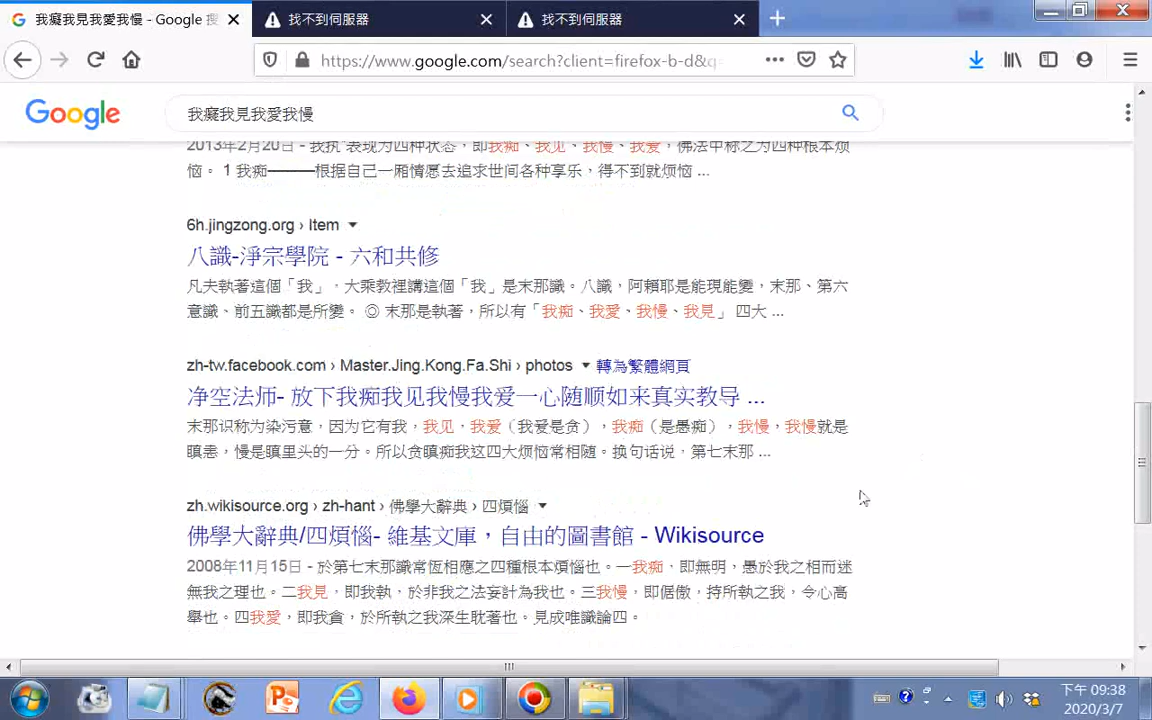 我癡我見我愛我慢 - Google 搜
找不到伺服器
找不到伺服器
https://www.google.com/search?client=firefox-b-d&q=
Google
我癡我見我愛我慢
2013年2月20日 - 我执"表现为四种状态，即我痴、我见、我慢、我爱，佛法中称之为四种根本烦
恼。 1 我痴———根据自己一厢情愿去追求世间各种享乐，得不到就烦恼 ...
6h.jingzong.org › Item
八識-淨宗學院 - 六和共修
凡夫執著這個「我」，大乘教裡講這個「我」是末那識。八識，阿賴耶是能現能變，末那、第六
意識、前五識都是所變。 ◎ 末那是執著，所以有「我痴、我愛、我慢、我見」 四大 ...
zh-tw.facebook.com › Master.Jing.Kong.Fa.Shi › photos 轉為繁體網頁
净空法师- 放下我痴我见我慢我爱一心随顺如来真实教导 ...
末那识称为染污意，因为它有我，我见，我爱（我爱是贪），我痴（是愚痴），我慢，我慢就是
瞋恚，慢是瞋里头的一分。所以贪瞋痴我这四大烦恼常相随。换句话说，第七末那 ...
zh.wikisource.org › zh-hant › 佛學大辭典 › 四煩惱
佛學大辭典/四煩惱- 維基文庫，自由的圖書館 - Wikisource
2008年11月15日 - 於第七末那識常恆相應之四種根本煩惱也。一我痴，即無明，愚於我之相而迷
無我之理也。二我見，即我執，於非我之法妄計為我也。三我慢，即倨傲，持所執之我，令心高
舉也。四我愛，即我貪，於所執之我深生耽著也。見成唯識論四。
下午 09:38
2020/3/7